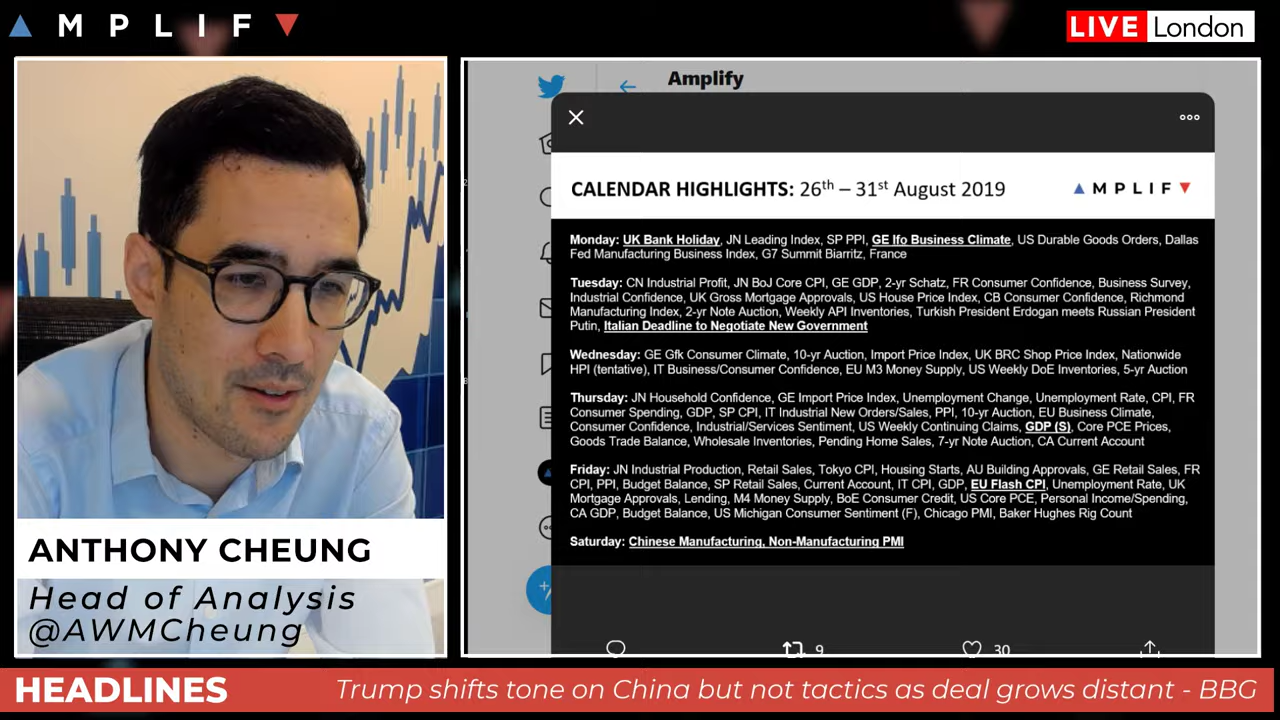 MPLIF
LIVE London
Amplify
CALENDAR HIGHLIGHTS: 26th – 31st August 2019
MPLIF
Monday: UK Bank Holiday, JN Leading Index, SP PPI, GE Ifo Business Climate, US Durable Goods Orders, Dallas
Fed Manufacturing Business Index, G7 Summit Biarritz, France
Tuesday: CN Industrial Profit, JN BoJ Core CPI, GE GDP, 2-yr Schatz, FR Consumer Confidence, Business Survey,
Industrial Confidence, UK Gross Mortgage Approvals, US House Price Index, CB Consumer Confidence, Richmond
Manufacturing Index, 2-yr Note Auction, Weekly API Inventories, Turkish President Erdogan meets Russian President
Putin, Italian Deadline to Negotiate New Government
Wednesday: GE Gfk Consumer Climate, 10-yr Auction, Import Price Index, UK BRC Shop Price Index, Nationwide
HPI (tentative), IT Business/Consumer Confidence, EU M3 Money Supply, US Weekly DoE Inventories, 5-yr Auction
Thursday: JN Household Confidence, GE Import Price Index, Unemployment Change, Unemployment Rate, CPI, FR
Consumer Spending, GDP, SP CPI, IT Industrial New Orders/Sales, PPI, 10-yr Auction, EU Business Climate,
Consumer Confidence, Industrial/Services Sentiment, US Weekly Continuing Claims, GDP (S), Core PCE Prices,
Goods Trade Balance, Wholesale Inventories, Pending Home Sales, 7-yr Note Auction, CA Current Account
Friday: JN Industrial Production, Retail Sales, Tokyo CPI, Housing Starts, AU Building Approvals, GE Retail Sales, FR
CPI, PPI, Budget Balance, SP Retail Sales, Current Account, IT CPI, GDP, EU Flash CPI, Unemployment Rate, UK
Mortgage Approvals, Lending, M4 Money Supply, BoE Consumer Credit, US Core PCE, Personal Income/Spending,
CA GDP, Budget Balance, US Michigan Consumer Sentiment (F), Chicago PMI, Baker Hughes Rig Count
Saturday: Chinese Manufacturing, Non-Manufacturing PMI
9
30
ANTHONY CHEUNG
Head of Analysis
@AWMCheung
HEADLINES
Trump shifts tone on China but not tactics as deal grows distant - BBG